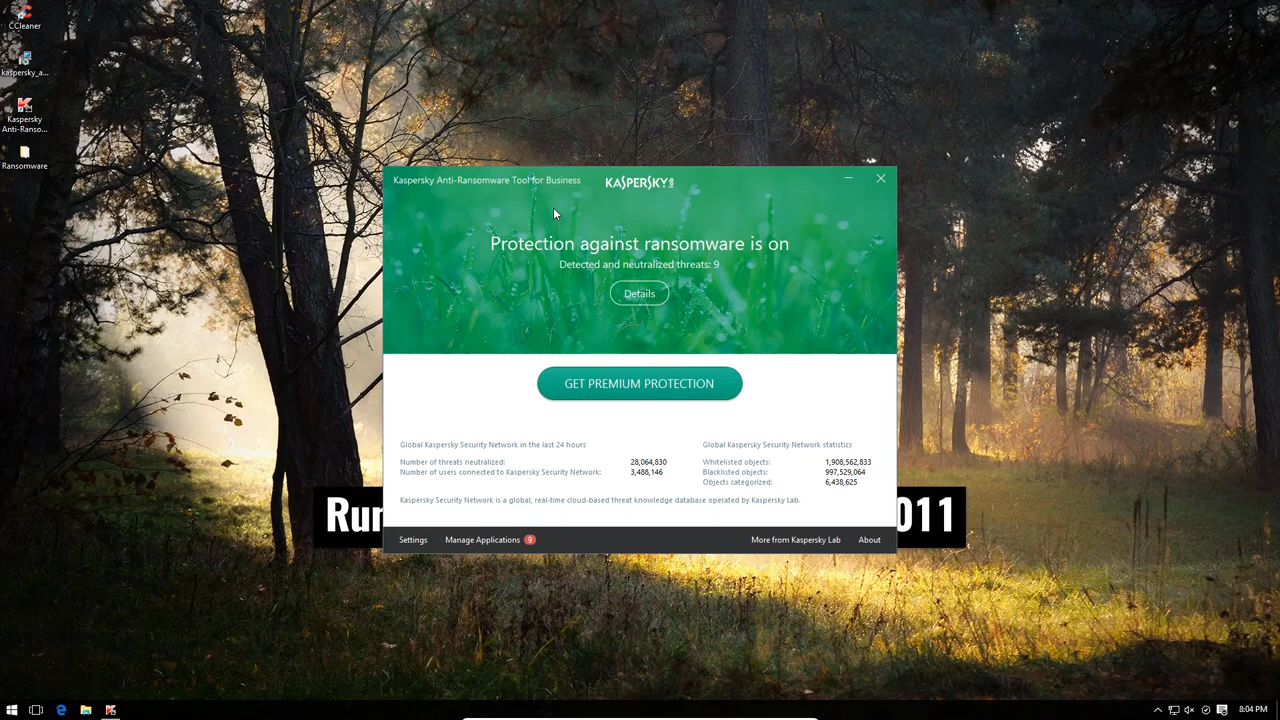 CCleaner
kaspersky_a...
Kaspersky
Anti-Ranso...
Ransomware
Kaspersky Anti-Ransomware Tool for Business
KASPERSKY
Protection against ransomware is on
Detected and neutralized threats: 9
Details
GET PREMIUM PROTECTION
Global Kaspersky Security Network in the last 24 hours
Number of threats neutralized: 28,064,830
Number of users connected to Kaspersky Security Network: 3,488,146
Global Kaspersky Security Network statistics
Whitelisted objects: 1,908,562,833
Blacklisted objects: 997,529,064
Objects categorized: 6,438,625
Kaspersky Security Network is a global, real-time cloud-based threat knowledge database operated by Kaspersky Lab.
Settings Manage Applications 9 More from Kaspersky Lab About
8:04 PM